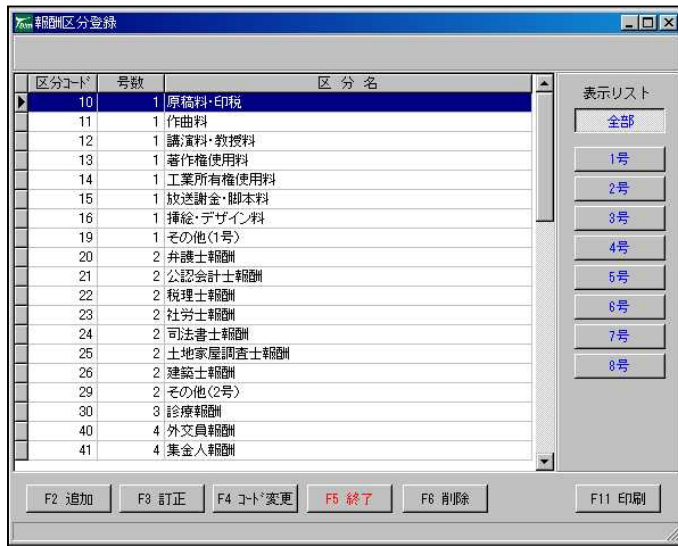 報酬区分登録
区分コード 号数 区 分 名
10 1 原稿料・印税
11 1 作曲料
12 1 講演料・教授料
13 1 著作権使用料
14 1 工業所有権使用料
15 1 放送謝金・脚本料
16 1 挿絵・デザイン料
19 1 その他(1号)
20 2 弁護士報酬
21 2 公認会計士報酬
22 2 税理士報酬
23 2 社労士報酬
24 2 司法書士報酬
25 2 土地家屋調査士報酬
26 2 建築士報酬
29 2 その他(2号)
30 3 診療報酬
40 4 外交員報酬
41 4 集金人報酬
表示リスト
全部
1号
2号
3号
4号
5号
6号
7号
8号
F2 追加 F3 訂正 F4 コード変更 F5 終了 F6 削除 F11 印刷